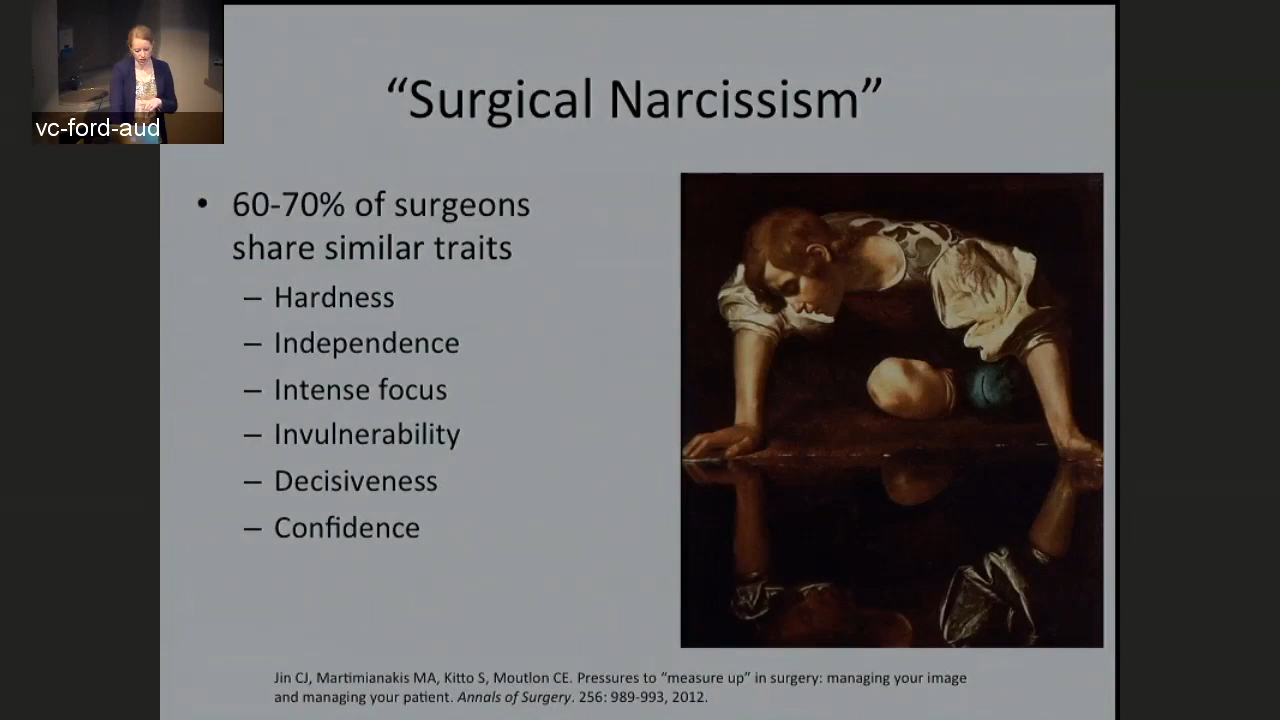 vc-ford-aud
“Surgical Narcissism”
• 60-70% of surgeons
share similar traits
– Hardness
– Independence
– Intense focus
– Invulnerability
– Decisiveness
– Confidence
Jin CJ, Martimianakis MA, Kitto S, Moutlon CE. Pressures to “measure up” in surgery: managing your image
and managing your patient. Annals of Surgery. 256: 989-993, 2012.